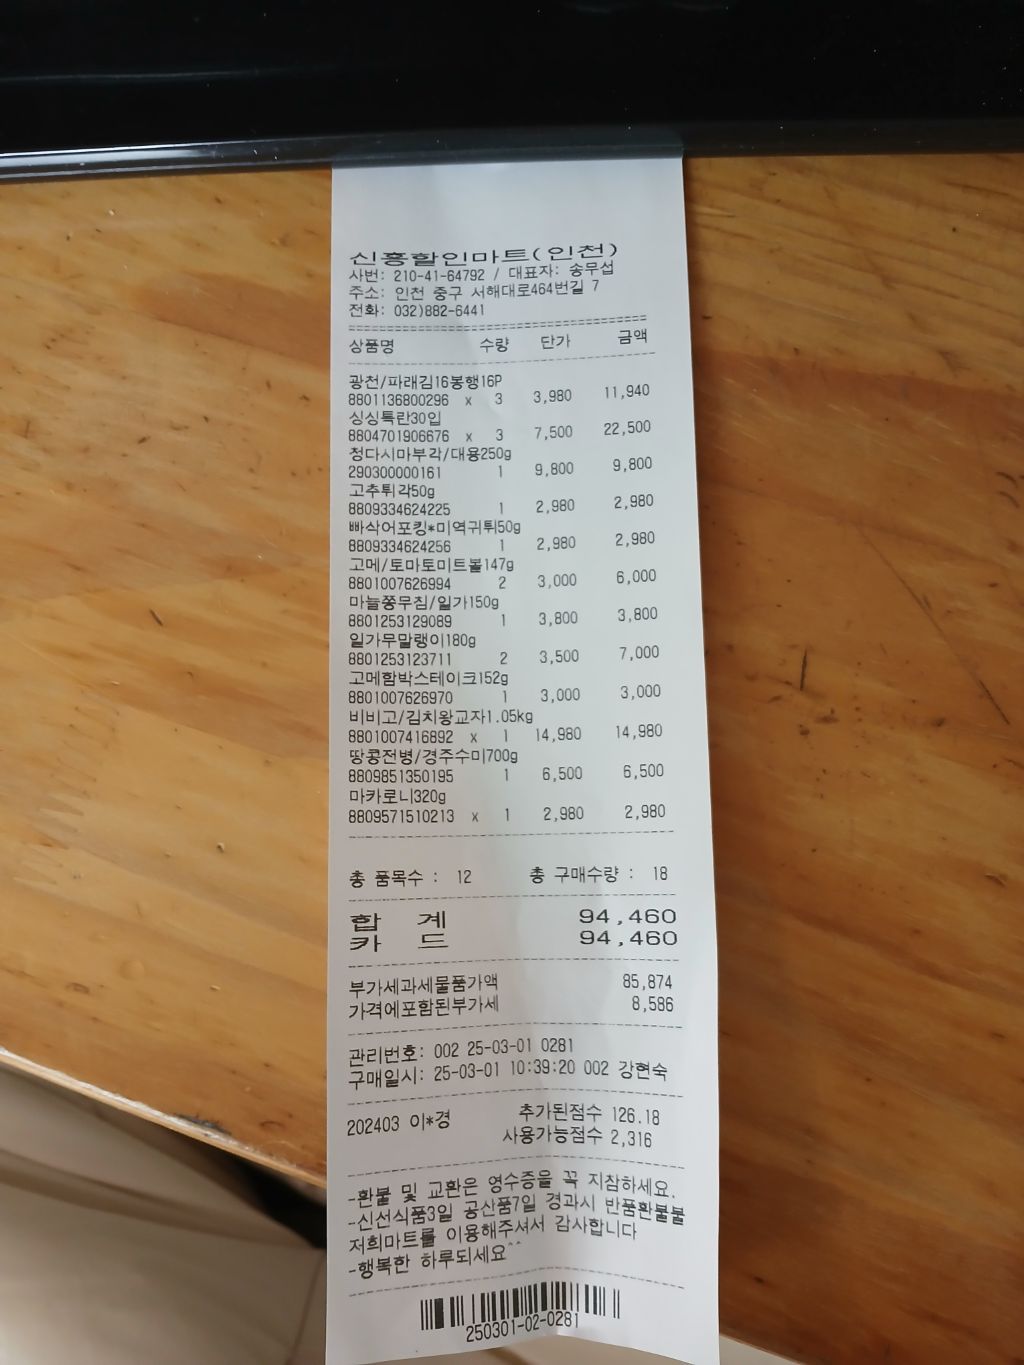 신흥할인마트(인천)
사번: 210-41-64792 / 대표자: 송무섭
주소: 인천 중구 서해대로464번길 7
전화: 032)882-6441
상품명 수량 단가 금액
광천/파래김16봉행16P
8801136800296 x 3 3,980 11,940
싱싱특란30입
8804701906676 x 3 7,500 22,500
청다시마부각/대용250g
290300000161 1 9,800 9,800
고추튀각50g
8809334624225 1 2,980 2,980
빠삭어포킹*미역귀튀50g
8809334624256 1 2,980 2,980
고메/토마토미트볼147g
8801007626994 2 3,000 6,000
마늘쫑무침/일가150g
8801253129089 1 3,800 3,800
일가무말랭이180g
8801253123711 2 3,500 7,000
고메함박스테이크152g
8801007626970 1 3,000 3,000
비비고/김치왕교자1.05kg
8801007416892 x 1 14,980 14,980
땅콩전병/경주수미700g
8809851350195 1 6,500 6,500
마카로니320g
8809571510213 x 1 2,980 2,980
총 품목수 : 12 총 구매수량 : 18
합 계 94,460
카 드 94,460
부가세과세물품가액 85,874
가격에포함된부가세 8,586
관리번호: 002 25-03-01 0281
구매일시: 25-03-01 10:39:20 002 강현숙
202403 이*경 추가된점수 126.18
사용가능점수 2,316
-환불 및 교환은 영수증을 꼭 지참하세요.
-신선식품3일 공산품7일 경과시 반품환불불
저희마트를 이용해주셔서 감사합니다
-행복한 하루되세요^^
250301-02-0281